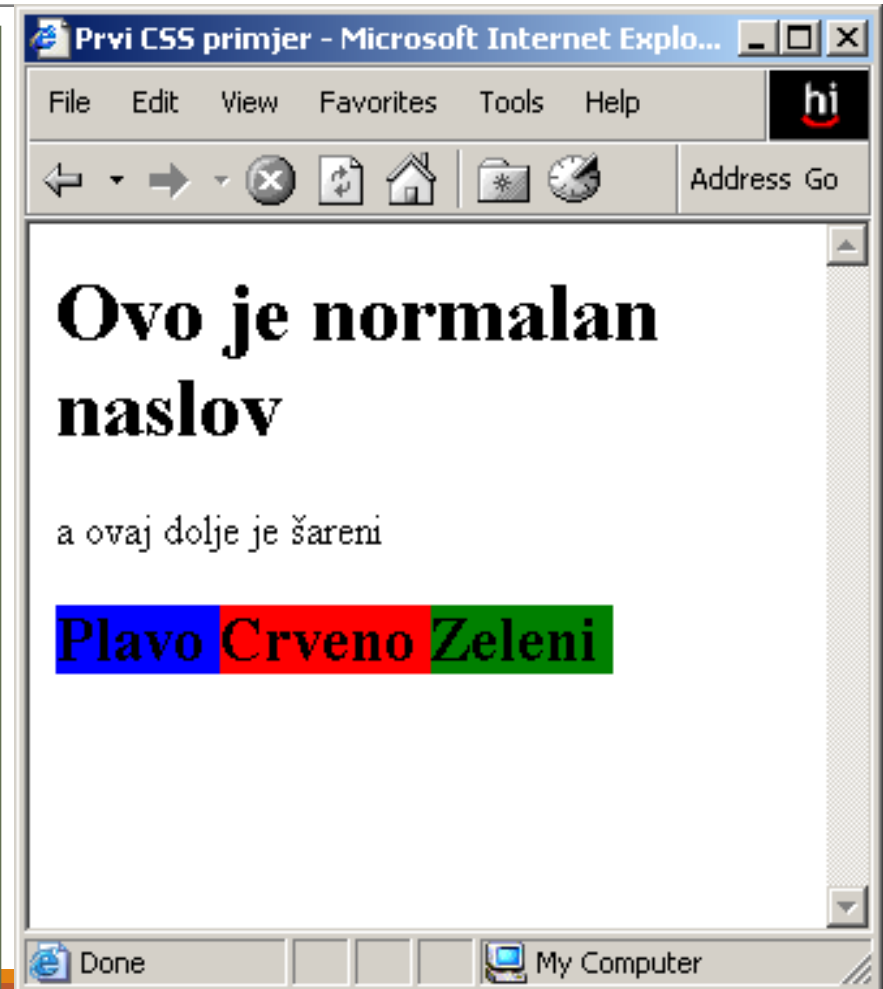 Prvi CSS primjer - Microsoft Internet Explo...
File Edit View Favorites Tools Help
hi
Address Go
Ovo je normalan
naslov
a ovaj dolje je šareni
Plavo Crveno Zeleni
Done My Computer